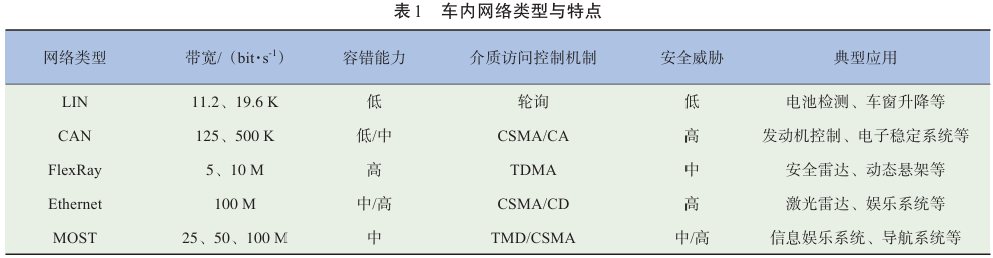 表1 车内网络类型与特点
网络类型 带宽/（bit·s⁻¹） 容错能力 介质访问控制机制 安全威胁 典型应用
LIN 11.2、19.6 K 低 轮询 低 电池检测、车窗升降等
CAN 125、500 K 低/中 CSMA/CA 高 发动机控制、电子稳定系统等
FlexRay 5、10 M 高 TDMA 中 安全雷达、动态悬架等
Ethernet 100 M 中/高 CSMA/CD 高 激光雷达、娱乐系统等
MOST 25、50、100 M 中 TMD/CSMA 中/高 信息娱乐系统、导航系统等